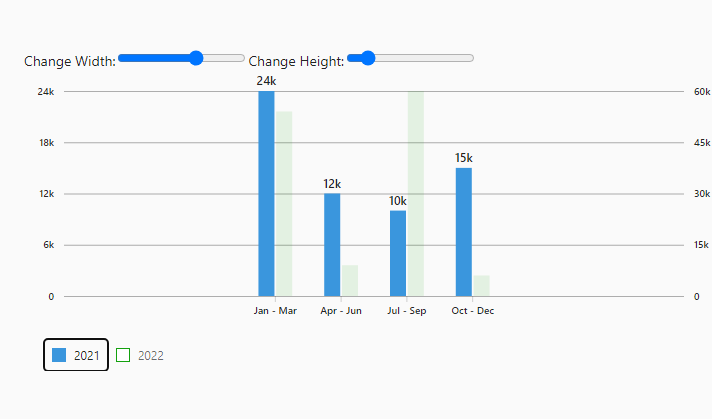 Change Width: Change Height:
24k
24k 60k
18k 45k
15k
12k
12k 30k
10k
6k 15k
0 0
Jan - Mar Apr - Jun Jul - Sep Oct - Dec
2021 2022